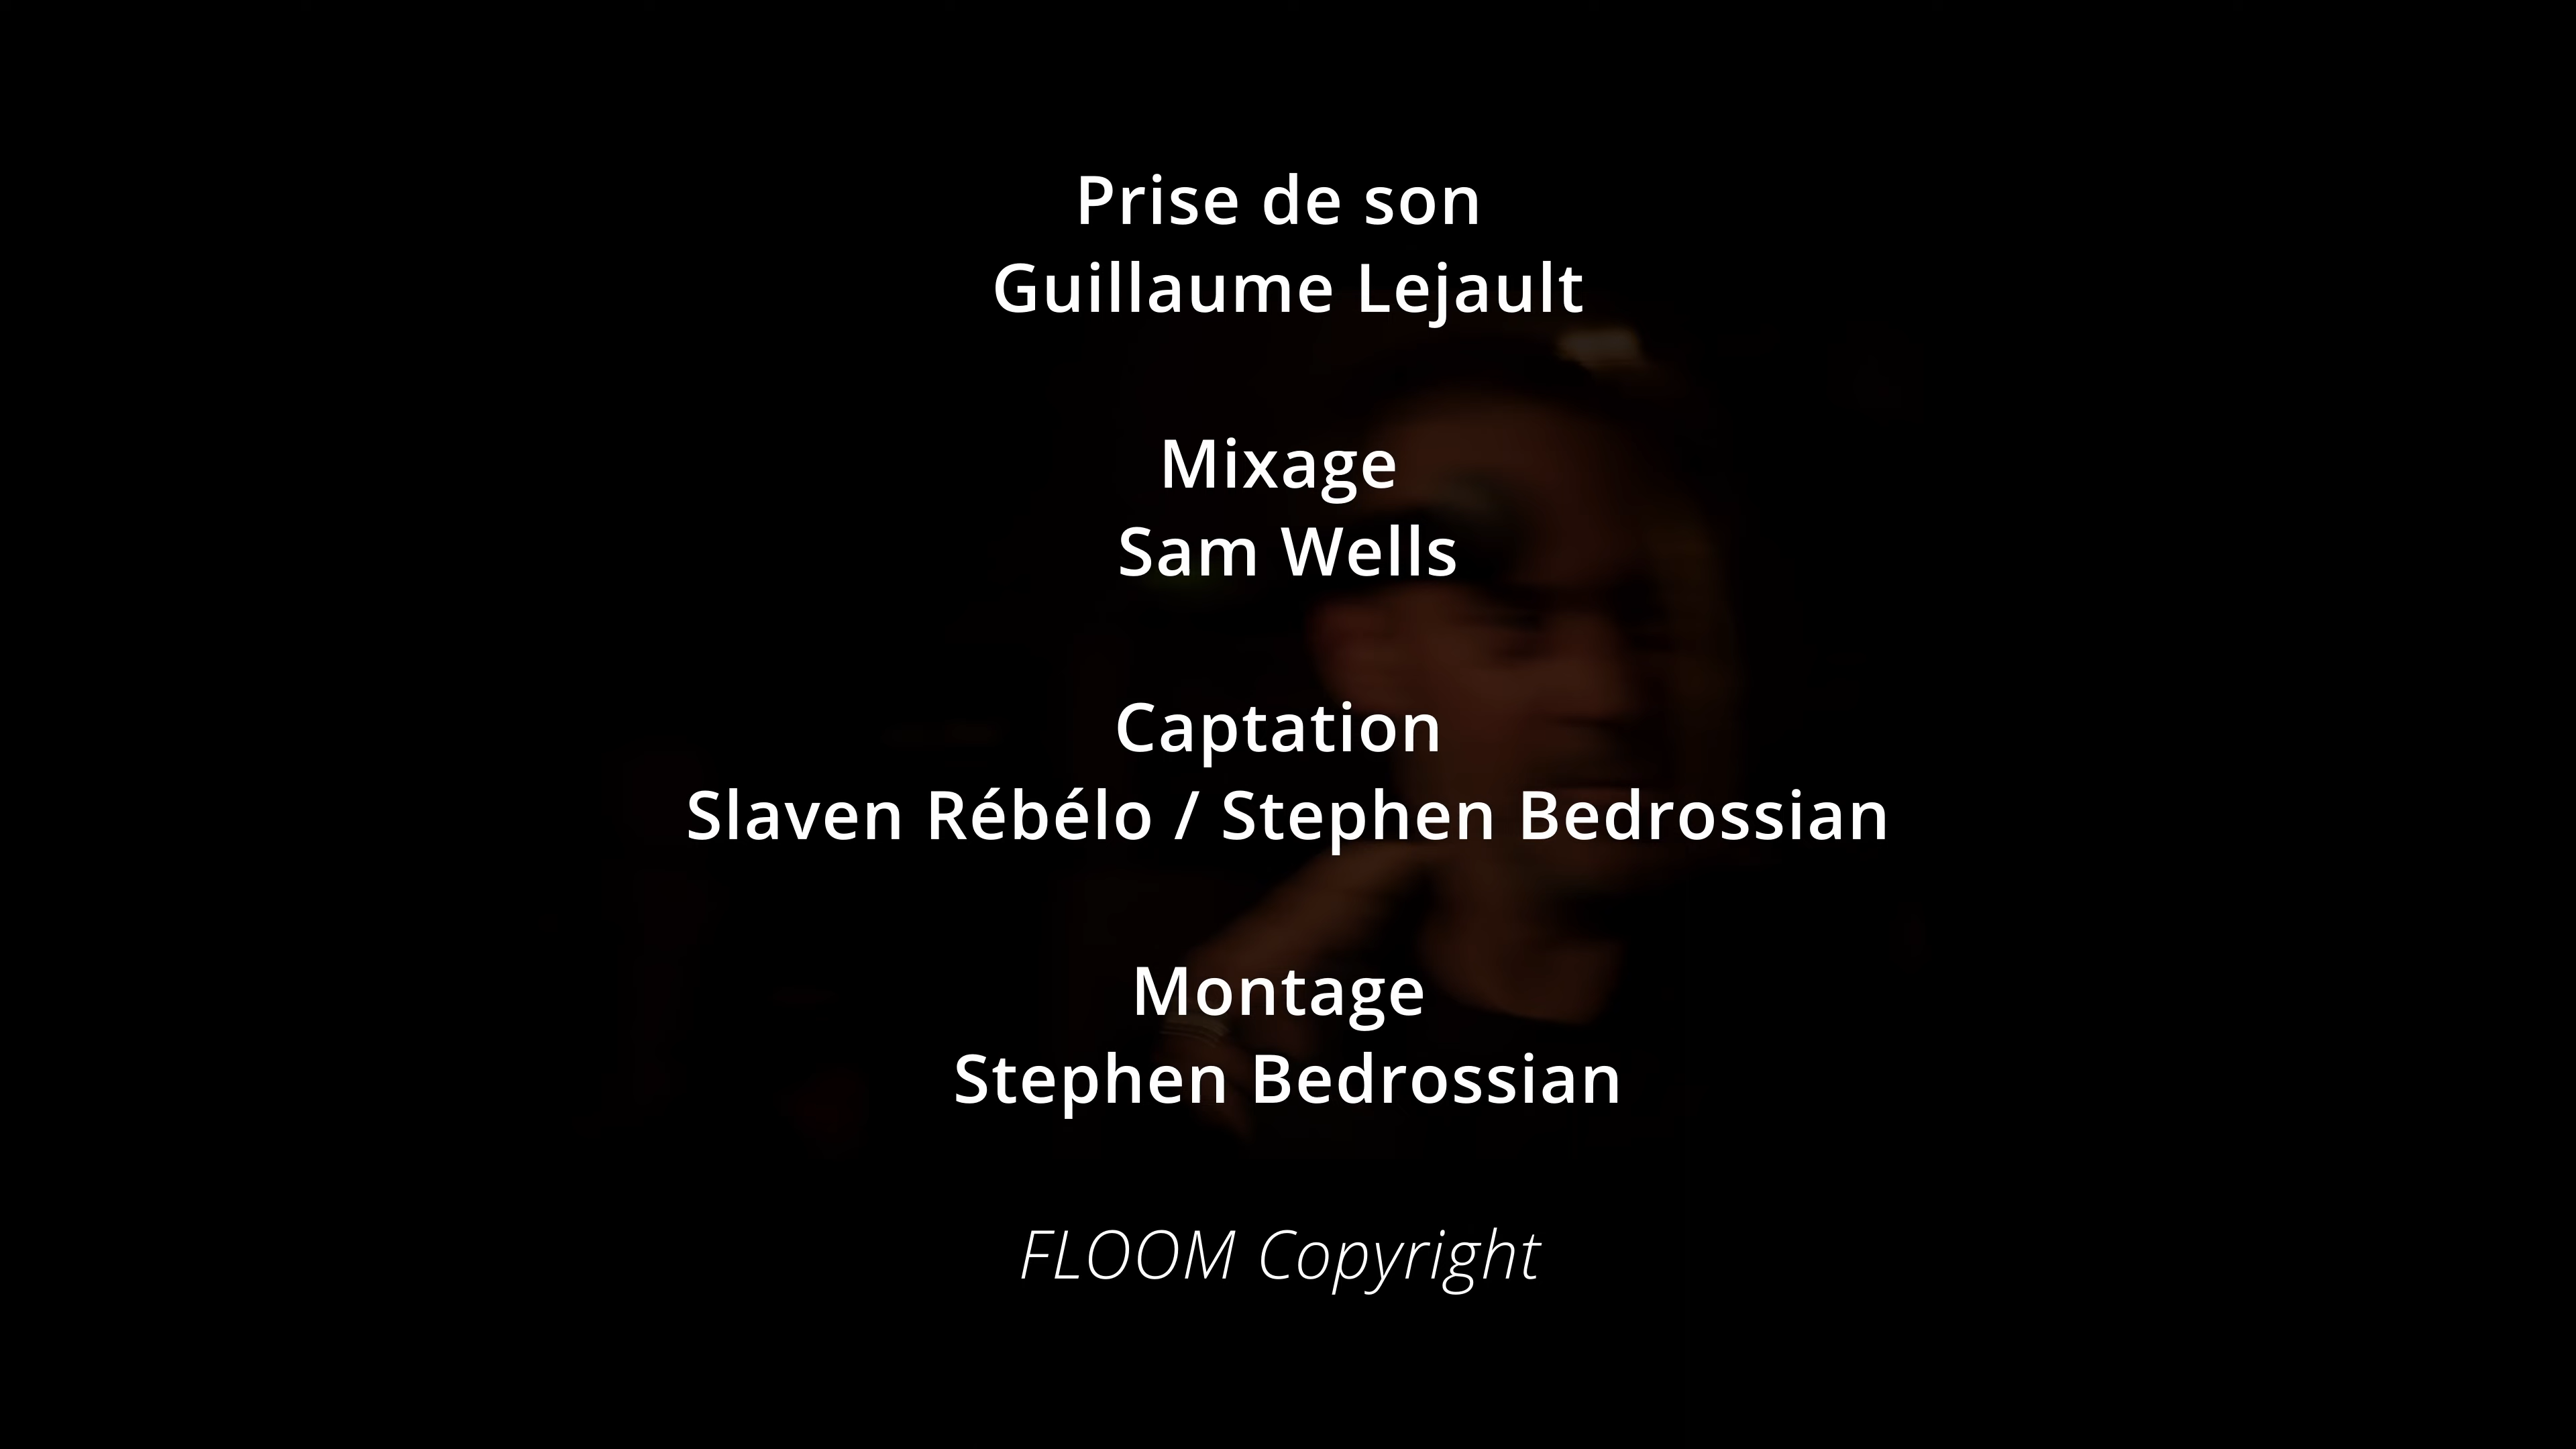 Prise de son
Guillaume Lejault
Mixage
Sam Wells
Captation
Slaven Rébélo / Stephen Bedrossian
Montage
Stephen Bedrossian
FLOOM Copyright